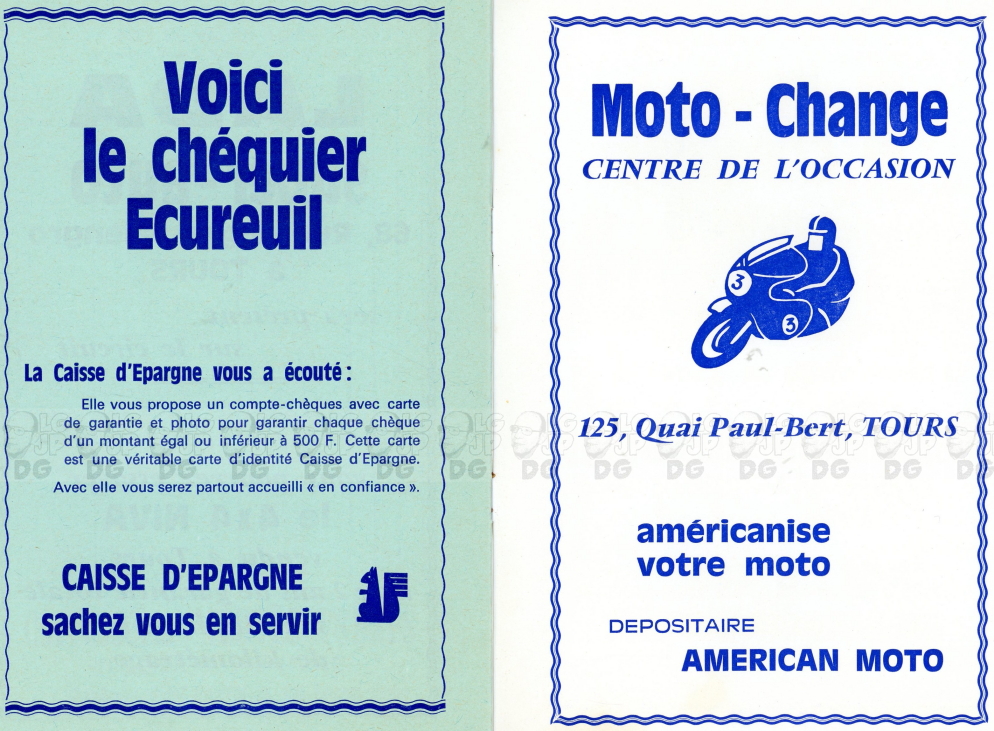 Voici
le chéquier
Ecureuil
La Caisse d'Epargne vous a écouté :
Elle vous propose un compte-chèques avec carte
de garantie et photo pour garantir chaque chèque
d'un montant égal ou inférieur à 500 F. Cette carte
est une véritable carte d'identité Caisse d'Epargne.
Avec elle vous serez partout accueilli « en confiance ».
CAISSE D'EPARGNE
sachez vous en servir
Moto - Change
CENTRE DE L'OCCASION
3
3
125, Quai Paul-Bert, TOURS
américanise
votre moto
DEPOSITAIRE
AMERICAN MOTO